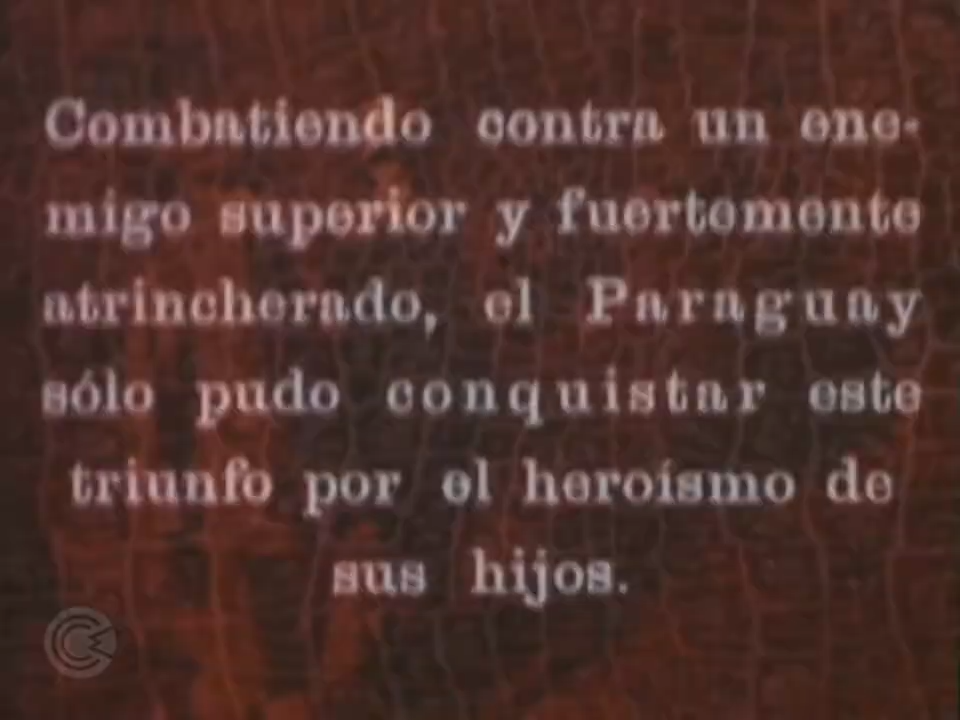 Combatiendo contra un ene-
migo superior y fuertemente
atrincherado, el Paraguay
sólo pudo conquistar este
triunfo por el heroísmo de
sus hijos.